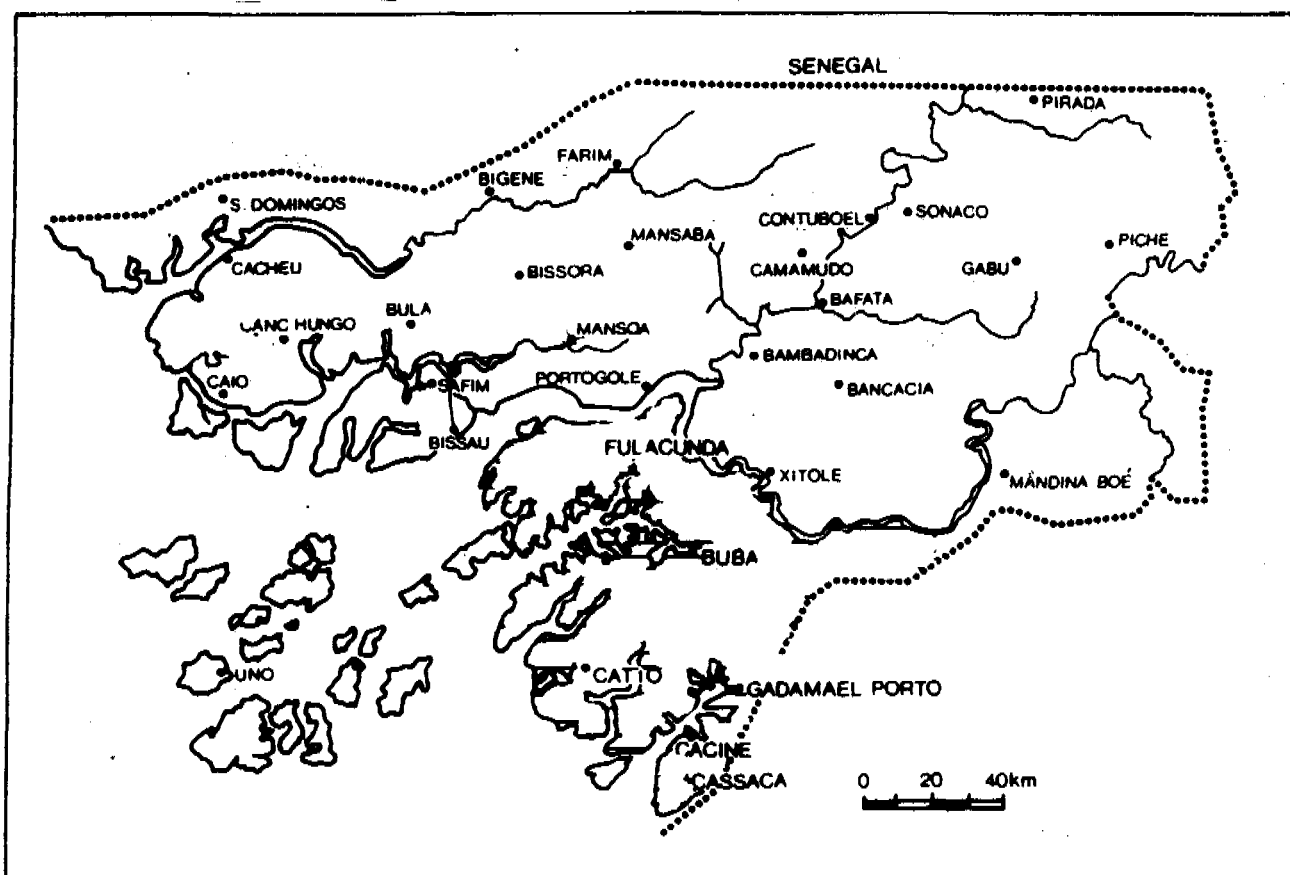 SENEGAL
PIRADA
FARIM
BIGENE
S. DOMINGOS
CONTUBOEL
SONACO
MANSABA
PICHE
CACHEU
BISSORA
CAMAMUDO
GABU
BAFATA
BULA
CANCHUNGO
MANSOA
BAMBADINCA
CAIO
SAFIM
PORTOGOLE
BANCACIA
BISSAU
FULACUNDA
XITOLE
MANDINA BOÉ
BUBA
UNO
CATIO
GADAMAEL PORTO
CACINE
CASSACA
0 20 40km